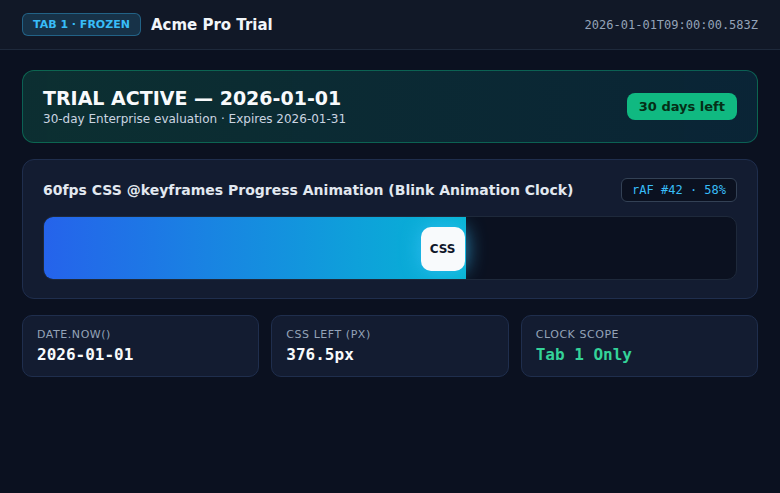 TAB 1 · FROZEN Acme Pro Trial 2026-01-01T09:00:00.583Z
TRIAL ACTIVE — 2026-01-01
30-day Enterprise evaluation · Expires 2026-01-31
30 days left
60fps CSS @keyframes Progress Animation (Blink Animation Clock) rAF #42 · 58%
CSS
DATE.NOW()
2026-01-01
CSS LEFT (PX)
376.5px
CLOCK SCOPE
Tab 1 Only